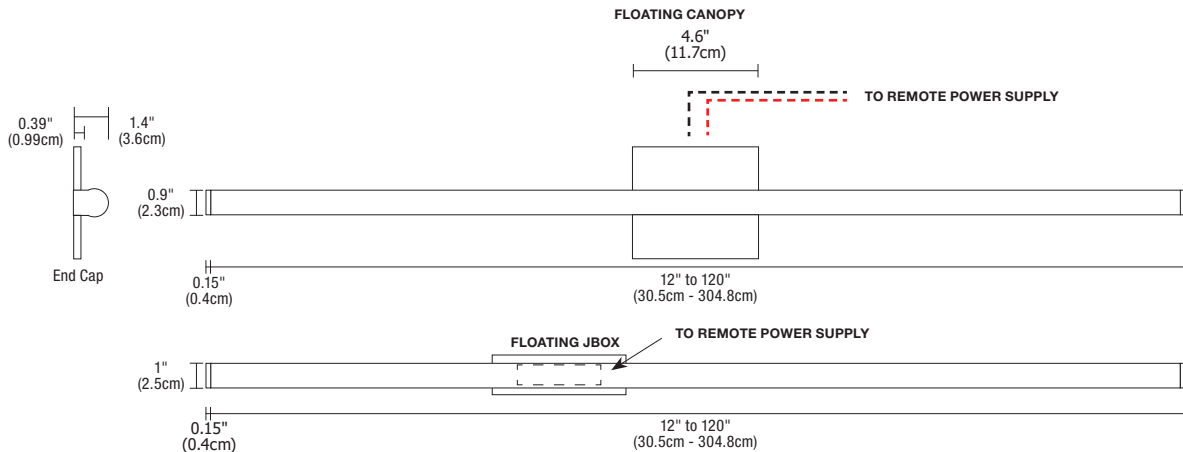 FLOATING CANOPY
4.6"
(11.7cm)
TO REMOTE POWER SUPPLY
0.39"
(0.99cm)
1.4"
(3.6cm)
0.9"
(2.3cm)
End Cap
0.15"
(0.4cm)
12" to 120"
(30.5cm - 304.8cm)
FLOATING JBOX
TO REMOTE POWER SUPPLY
1"
(2.5cm)
0.15"
(0.4cm)
12" to 120"
(30.5cm - 304.8cm)